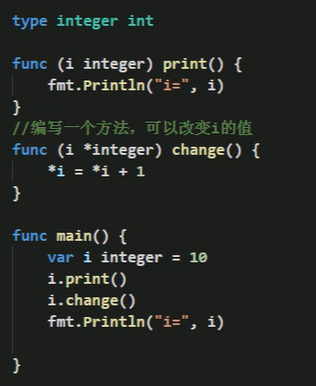 type integer int
func (i integer) print() {
fmt.Println("i=", i)
}
//编写一个方法，可以改变i的值
func (i *integer) change() {
*i = *i + 1
}
func main() {
var i integer = 10
i.print()
i.change()
fmt.Println("i=", i)
}